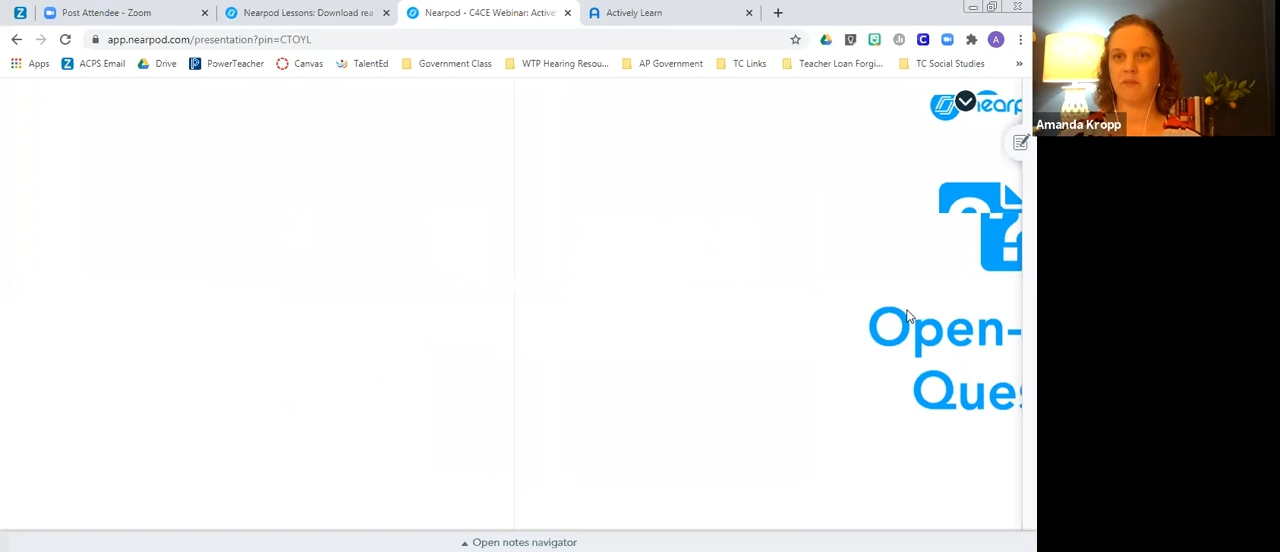 Post Attendee - Zoom
Nearpod Lessons: Download rea
Nearpod - C4CE Webinar: Active
Actively Learn
app.nearpod.com/presentation?pin=CTOYL
Apps
ACPS Email
Drive
PowerTeacher
Canvas
TalentEd
Government Class
WTP Hearing Resou...
AP Government
TC Links
Teacher Loan Forgi...
TC Social Studies
nearp
Amanda Kropp
Open-
Ques
Open notes navigator